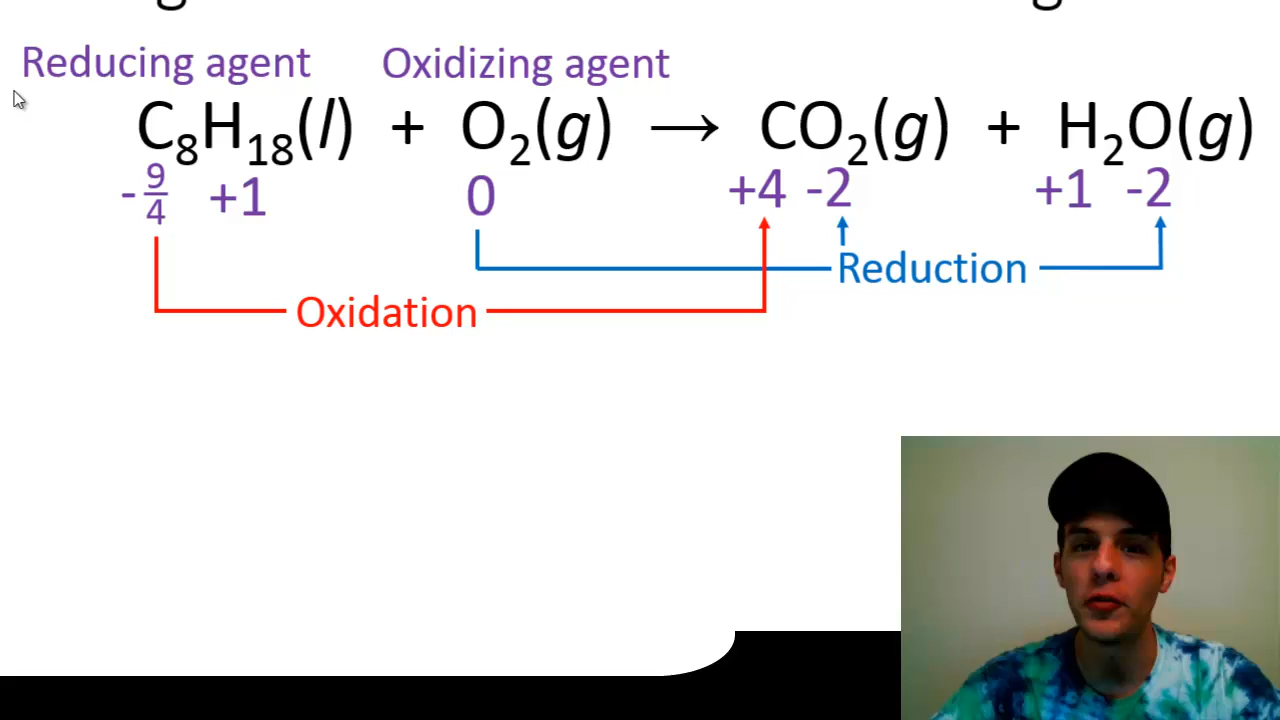 Reducing agent Oxidizing agent
C₈H₁₈(l) + O₂(g) → CO₂(g) + H₂O(g)
-9/4 +1 0 +4 -2 +1 -2
Reduction
Oxidation